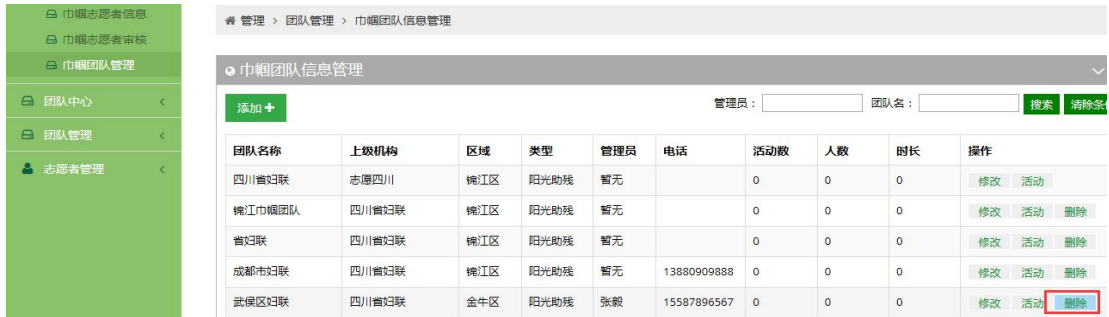 巾帼志愿者信息
巾帼志愿者审核
巾帼团队管理
团队中心
团队管理
志愿者管理
管理 > 团队管理 > 巾帼团队信息管理
巾帼团队信息管理
添加 管理员： 团队名： 搜索 清除条
团队名称 上级机构 区域 类型 管理员 电话 活动数 人数 时长 操作
四川省妇联 志愿四川 锦江区 阳光助残 暂无 0 0 0 修改 活动
锦江巾帼团队 四川省妇联 锦江区 阳光助残 暂无 0 0 0 修改 活动 删除
省妇联 四川省妇联 锦江区 阳光助残 暂无 0 0 0 修改 活动 删除
成都市妇联 四川省妇联 锦江区 阳光助残 暂无 13880909888 0 0 0 修改 活动 删除
武侯区妇联 四川省妇联 金牛区 阳光助残 张毅 15587896567 0 0 0 修改 活动 删除